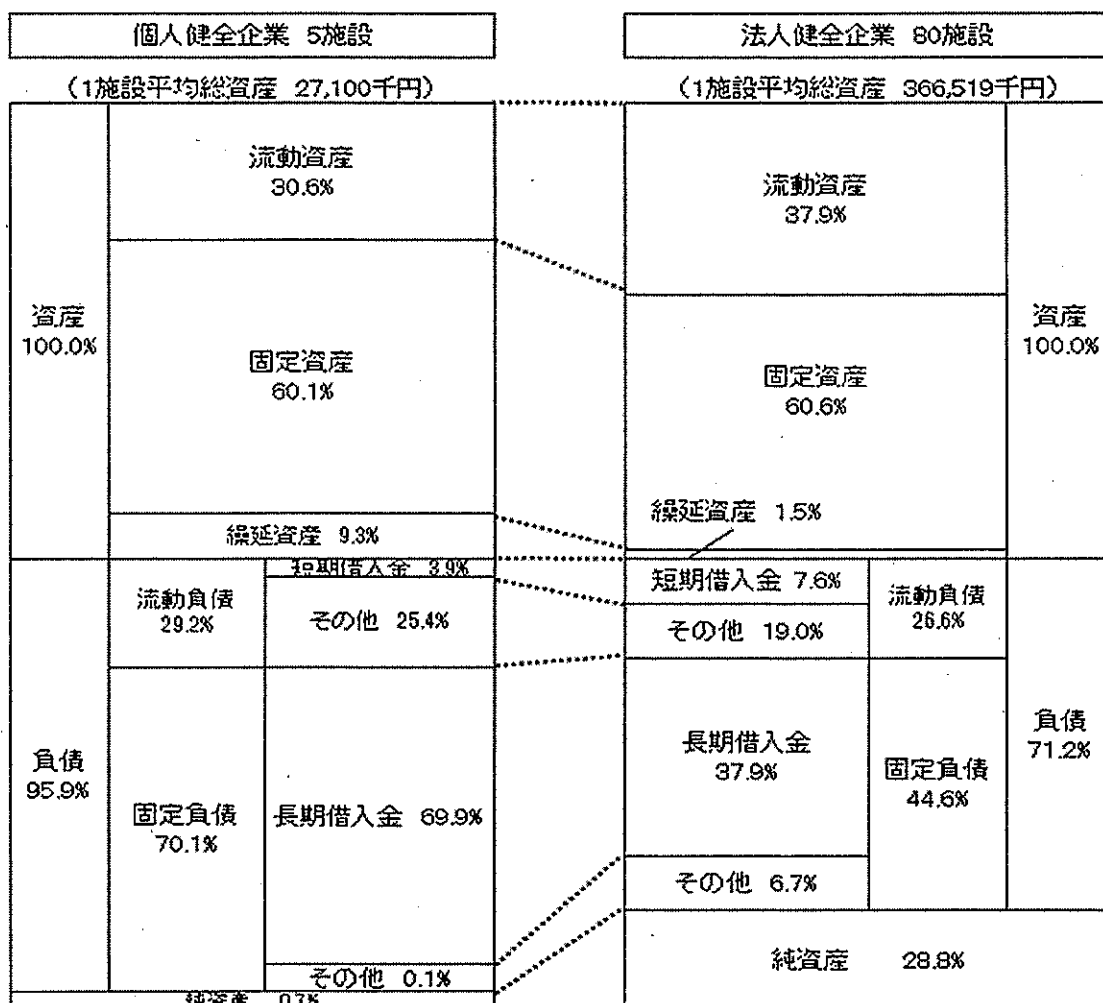 個人健全企業 5施設
(1施設平均総資産 27,100千円)
資産
100.0%
流動資産
30.6%
固定資産
60.1%
繰延資産 9.3%
負債
95.9%
流動負債
29.2%
短期借入金 3.9%
その他 25.4%
固定負債
70.1%
長期借入金 69.9%
その他 0.1%
純資産 0.7%
法人健全企業 80施設
(1施設平均総資産 366,519千円)
流動資産
37.9%
固定資産
60.6%
繰延資産 1.5%
資産
100.0%
短期借入金 7.6%
その他 19.0%
流動負債
26.6%
長期借入金
37.9%
その他 6.7%
固定負債
44.6%
負債
71.2%
純資産 28.8%